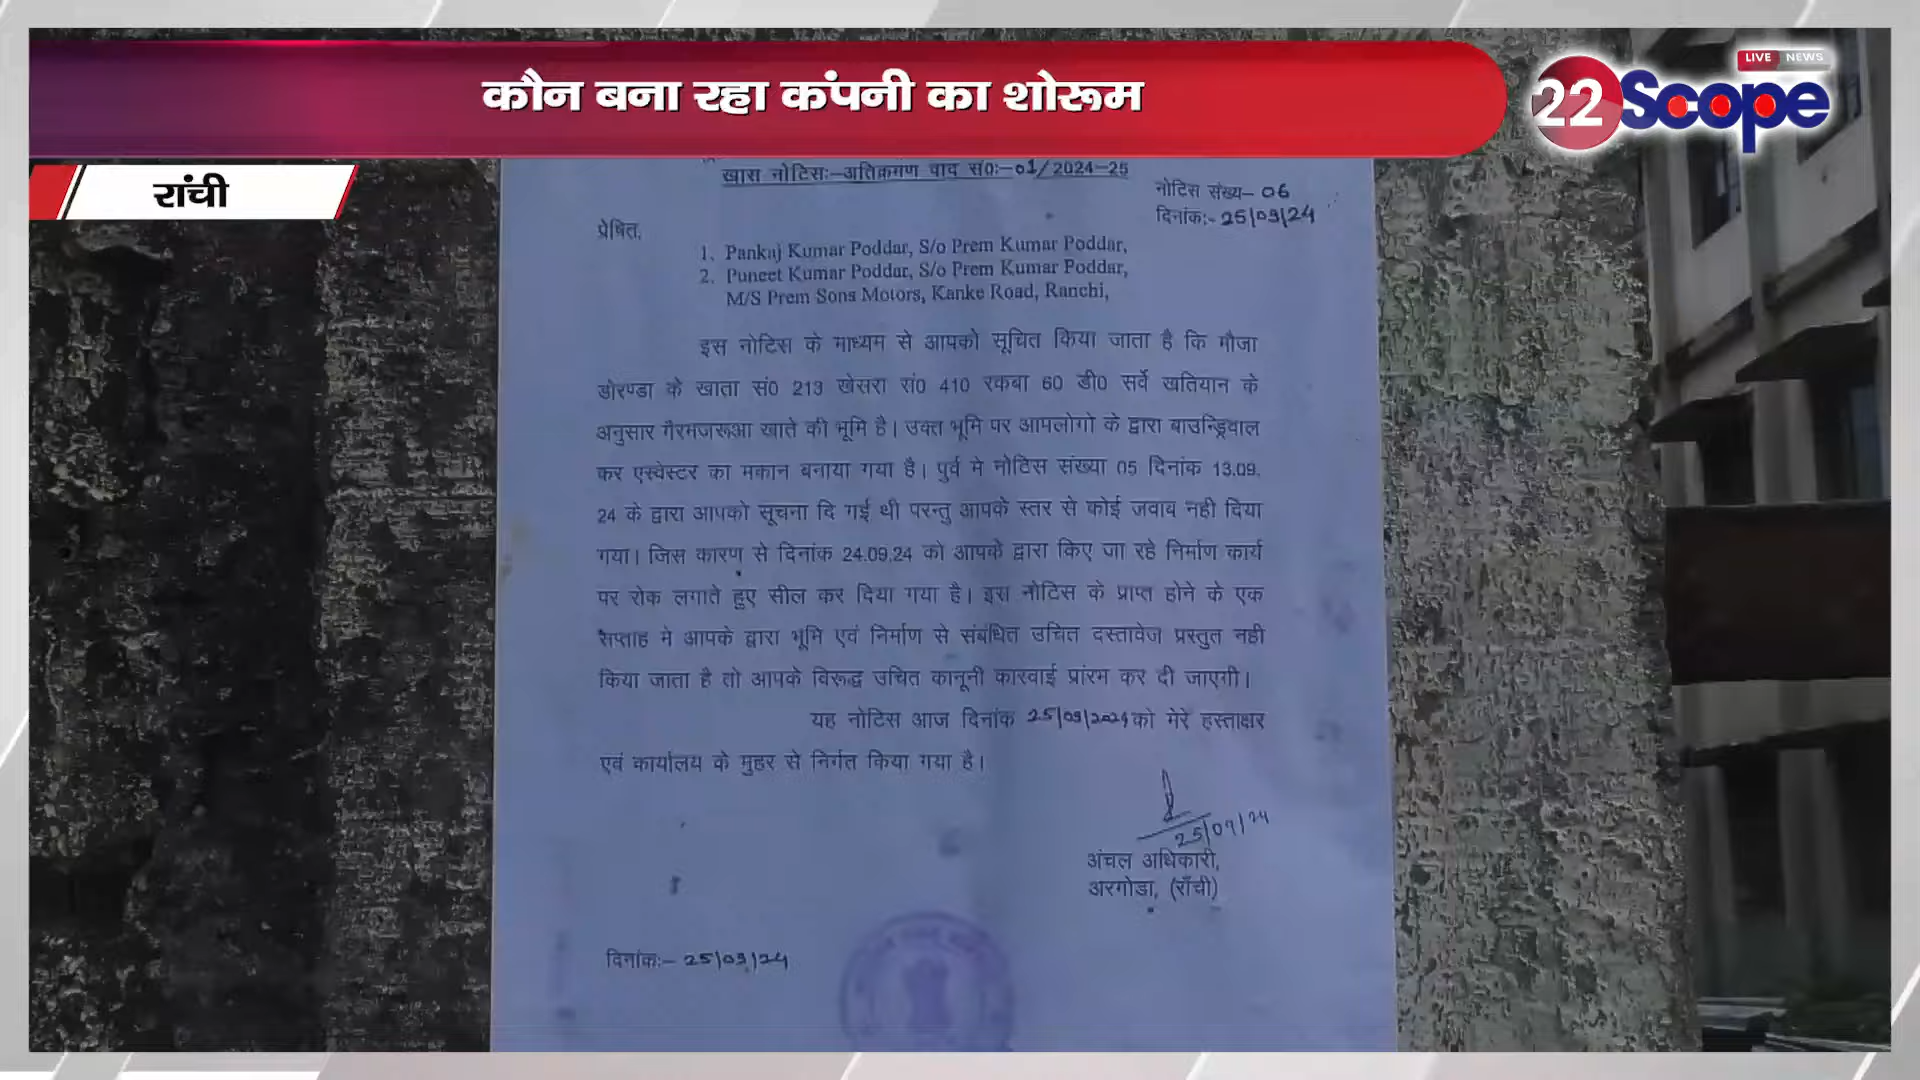 कौन बना रहा कंपनी का शोरूम
LIVE NEWS
22Scope
रांची
खास नोटिसः-अतिक्रमण वाद सं0:-01/2024-25
नोटिस संख्य- 06
दिनांक:- 25/09/24
प्रेषित,
1. Pankaj Kumar Poddar, S/o Prem Kumar Poddar,
2. Puneet Kumar Poddar, S/o Prem Kumar Poddar,
M/S Prem Sons Motors, Kanke Road, Ranchi,
इस नोटिस के माध्यम से आपको सूचित किया जाता है कि मौजा
डोरण्डा के खाता सं0 213 खेसरा सं0 410 रकबा 60 डी0 सर्वे खतियान के
अनुसार गैरमजरूआ खाते की भूमि है। उक्त भूमि पर आपलोगो के द्वारा बाउन्ड्रिवाल
कर एस्वेस्टर का मकान बनाया गया है। पुर्व मे नोटिस संख्या 05 दिनांक 13.09.
24 के द्वारा आपको सूचना दि गई थी परन्तु आपके स्तर से कोई जवाब नही दिया
गया। जिस कारण से दिनांक 24.09.24 को आपके द्वारा किए जा रहे निर्माण कार्य
पर रोक लगाते हुए सील कर दिया गया है। इस नोटिस के प्राप्त होने के एक
सप्ताह मे आपके द्वारा भूमि एवं निर्माण से संबंधित उचित दस्तावेज प्रस्तुत नही
किया जाता है तो आपके विरूद्ध उचित कानूनी कारवाई प्रांरम कर दी जाएगी।
यह नोटिस आज दिनांक 25/09/2024 को मेरे हस्ताक्षर
एवं कार्यालय के मुहर से निर्गत किया गया है।
25/09/24
अंचल अधिकारी,
अरगोडा, (राँची)
दिनांक:- 25/09/24